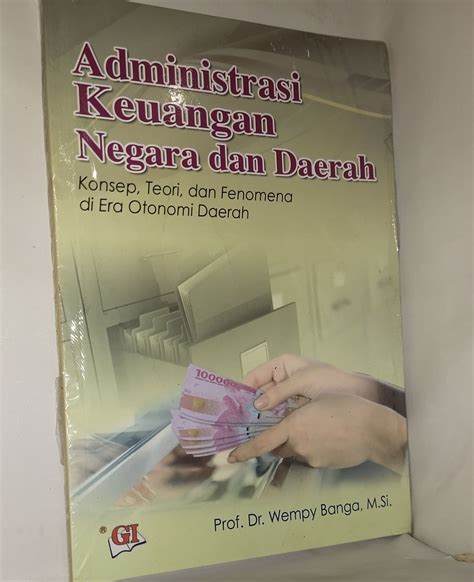 Administrasi
Keuangan
Negara dan Daerah
Konsep, Teori, dan Fenomena
di Era Otonomi Daerah
100000
Prof. Dr. Wempy Banga, M.Si.
® GI